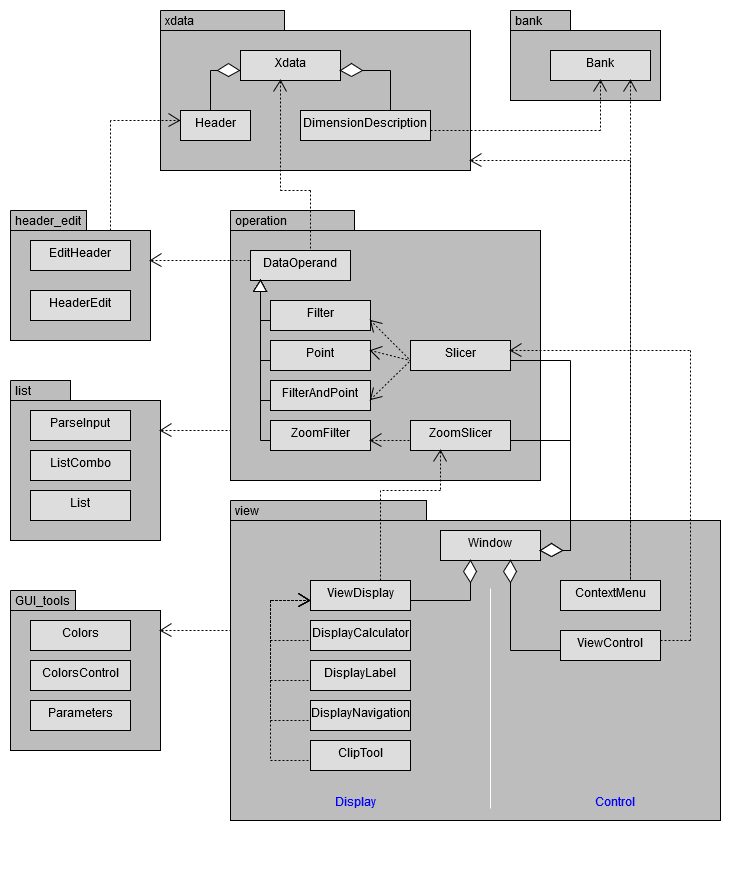 xdata
bank
Xdata
Bank
Header
DimensionDescription
header_edit
operation
EditHeader
DataOperand
HeaderEdit
Filter
Point
Slicer
list
FilterAndPoint
ParseInput
ZoomFilter
ZoomSlicer
ListCombo
List
view
Window
GUI_tools
ViewDisplay
ContextMenu
Colors
DisplayCalculator
ViewControl
ColorsControl
DisplayLabel
Parameters
DisplayNavigation
ClipTool
Display
Control